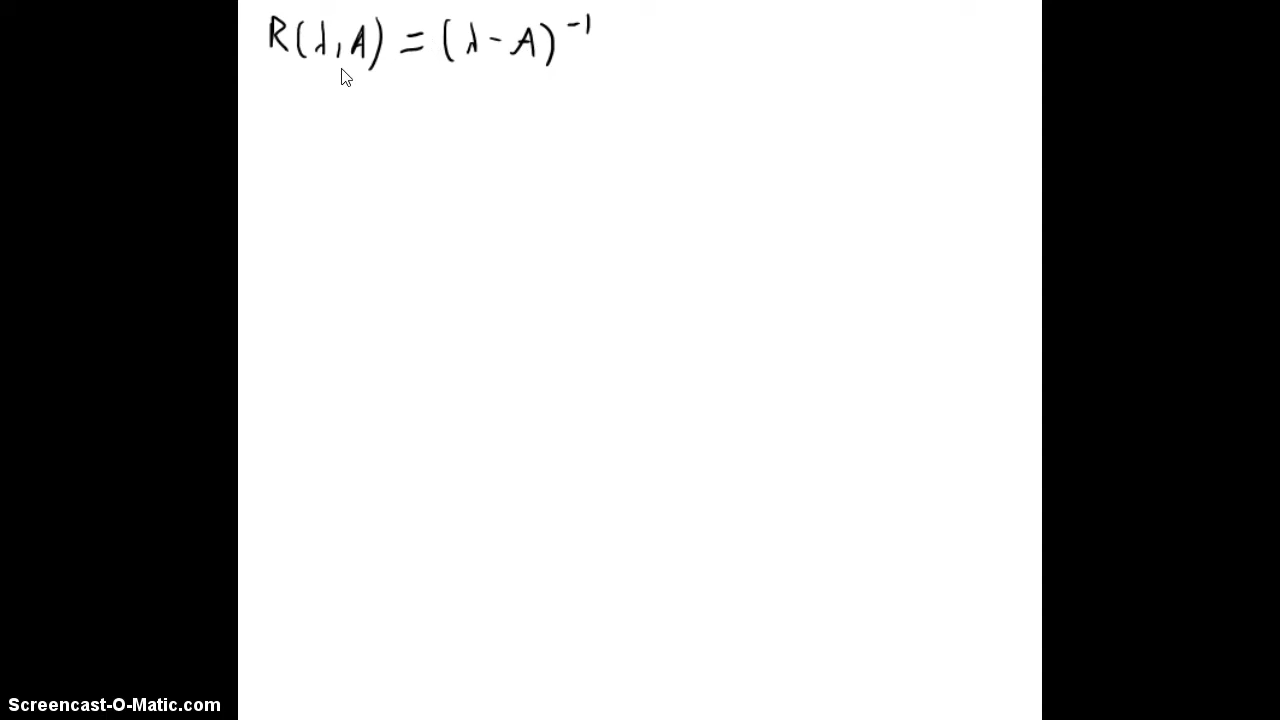 R(λ, A) = (λ - A)⁻¹
Screencast-O-Matic.com